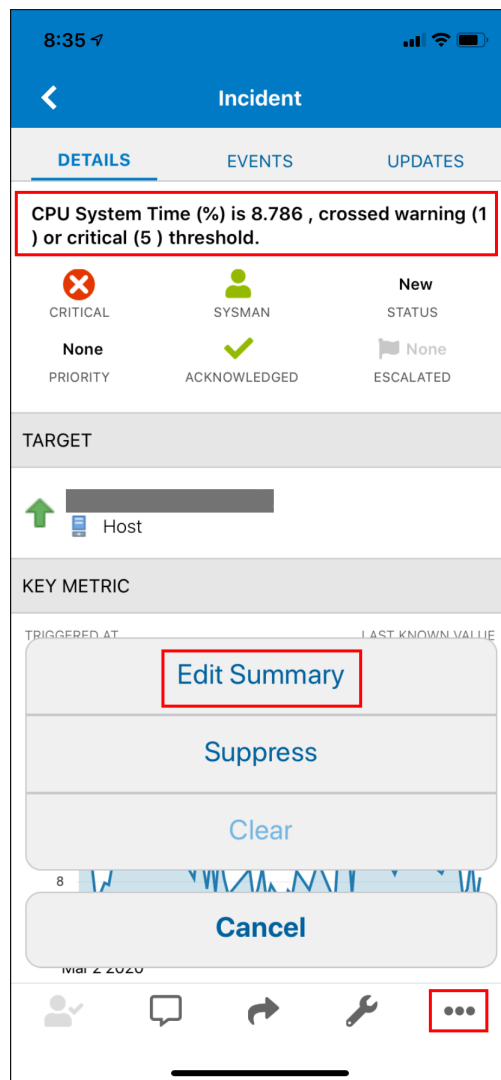 8:35
Incident
DETAILS EVENTS UPDATES
CPU System Time (%) is 8.786 , crossed warning (1
) or critical (5 ) threshold.
New
CRITICAL SYSMAN STATUS
None None
PRIORITY ACKNOWLEDGED ESCALATED
TARGET
Host
KEY METRIC
TRIGGERED AT LAST KNOWN VALUE
Edit Summary
Suppress
Clear
8
Cancel
Mar 2 2020